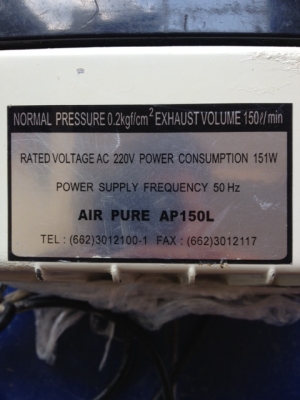 NORMAL PRESSURE 0.2kgf/cm² EXHAUST VOLUME 150ℓ/min
RATED VOLTAGE AC 220V POWER CONSUMPTION 151W
POWER SUPPLY FREQUENCY 50 Hz
AIR PURE AP150L
TEL : (662)3012100-1 FAX : (662)3012117